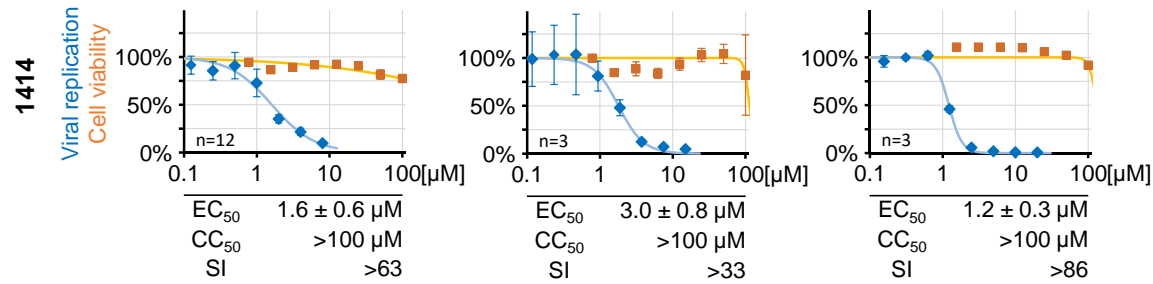 1414
Viral replication
Cell viability
100%
50%
0%
n=12
0.1 1 10 100[µM]
EC50 1.6 ± 0.6 µM
CC50 >100 µM
SI >63
100%
50%
0%
n=3
0.1 1 10 100[µM]
EC50 3.0 ± 0.8 µM
CC50 >100 µM
SI >33
100%
50%
0%
n=3
0.1 1 10 100[µM]
EC50 1.2 ± 0.3 µM
CC50 >100 µM
SI >86